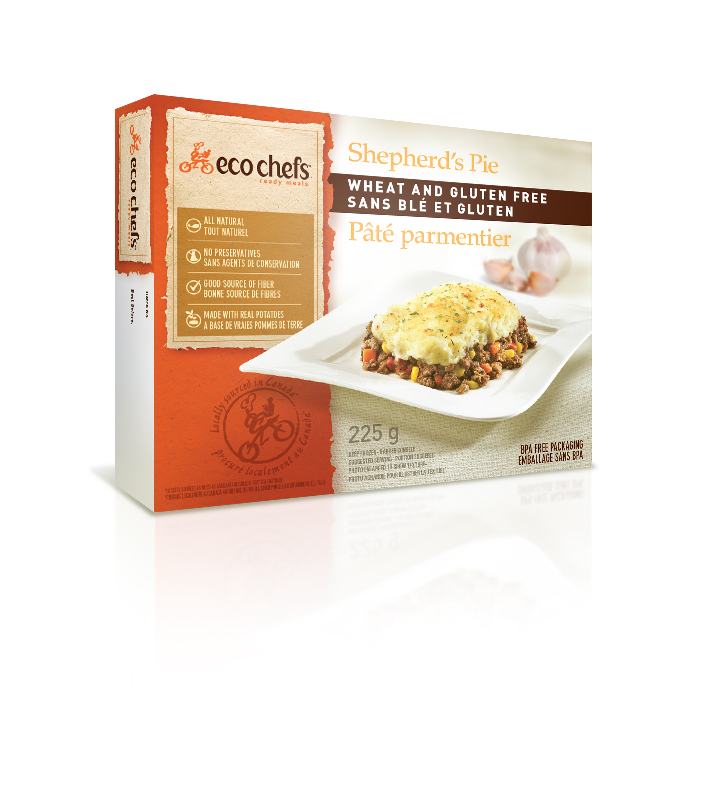 eco chefs™
ready meals
ALL NATURAL
TOUT NATUREL
NO PRESERVATIVES
SANS AGENTS DE CONSERVATION
GOOD SOURCE OF FIBER
BONNE SOURCE DE FIBRES
MADE WITH REAL POTATOES
A BASE DE VRAIES POMMES DE TERRE
Locally sourced in Canada*
procuré localement au Canada*
Shepherd's Pie
WHEAT AND GLUTEN FREE
SANS BLÉ ET GLUTEN
Pâté parmentier
225 g
BPA FREE PACKAGING
EMBALLAGE SANS BPA
eco chefs